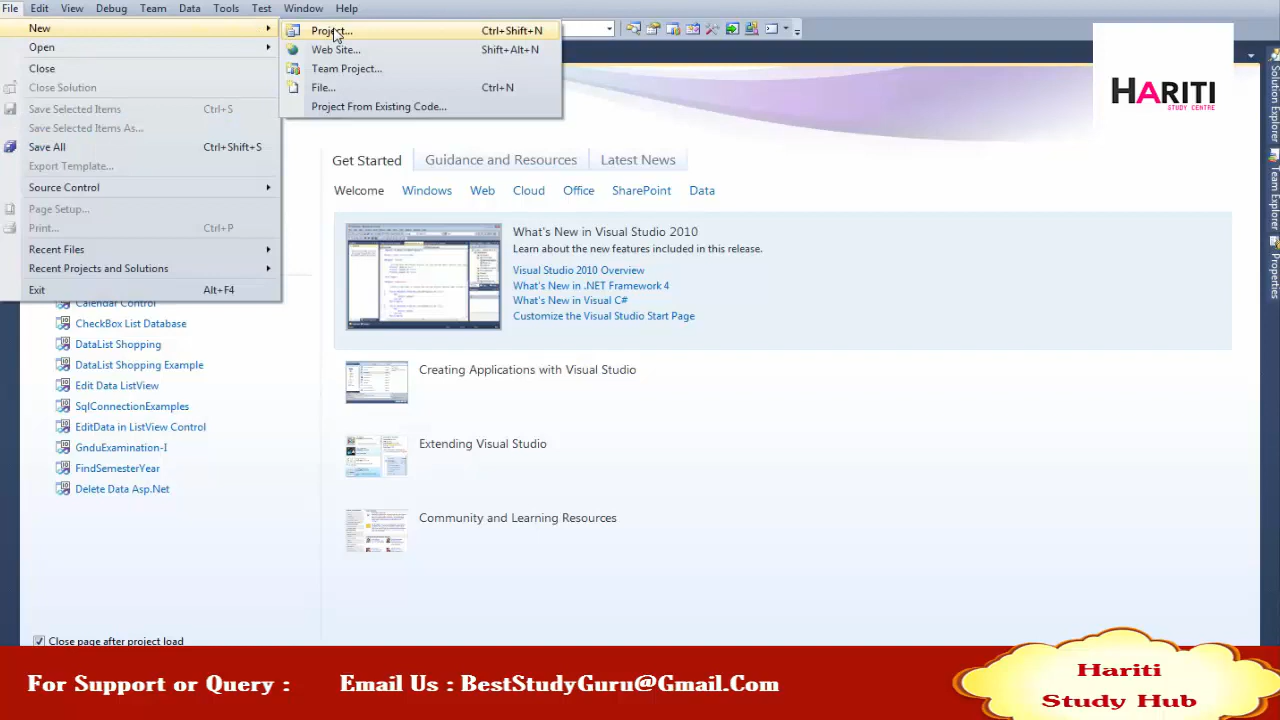 File Edit View Debug Team Data Tools Test Window Help
New
Open
Close
Save Selected Items Ctrl+S
Save Selected Items As...
Save All Ctrl+Shift+S
Export Template...
Source Control
Page Setup...
Print... Ctrl+P
Recent Files
Recent Projects and Solutions
Exit Alt+F4
Project... Ctrl+Shift+N
Web Site... Shift+Alt+N
Team Project...
File... Ctrl+N
Project From Existing Code...
HARITI
STUDY CENTRE
Solution Explorer
Team Explorer
Properties
Get Started Guidance and Resources Latest News
Welcome Windows Web Cloud Office SharePoint Data
What's New in Visual Studio 2010
Learn about the new features included in this release.
Visual Studio 2010 Overview
What's New in .NET Framework 4
What's New in Visual C#
Customize the Visual Studio Start Page
Creating Applications with Visual Studio
Extending Visual Studio
Community and Learning Resources
Calendar Control
CheckBox List Database
DataList Shopping
DataList Shopping Example
Edit Data ListView
SqlConnectionExamples
EditData in ListView Control
GnduExamination-I
FindSemesterYear
Delete Data Asp.Net
Close page after project load
For Support or Query : Email Us : BestStudyGuru@Gmail.Com
Hariti
Study Hub